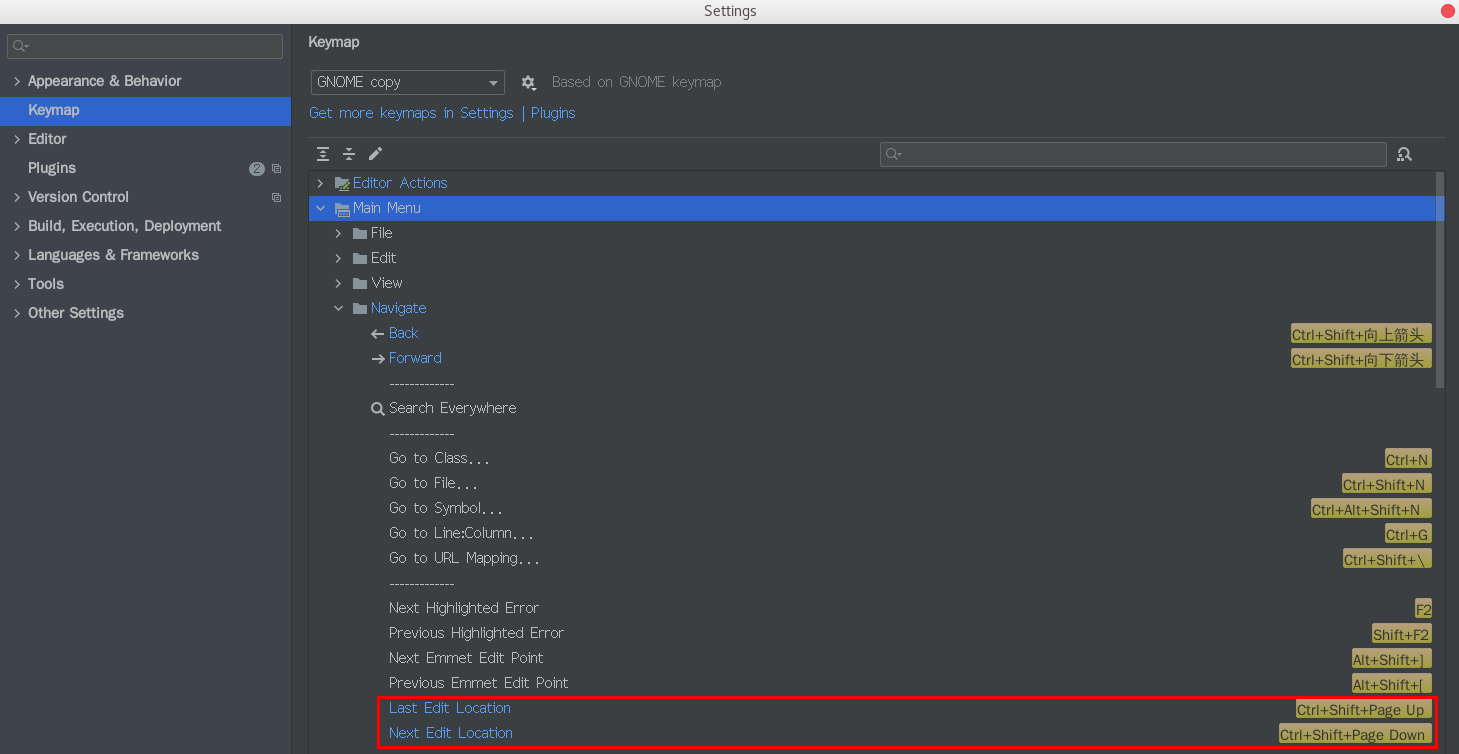 Settings
Appearance & Behavior
Keymap
Editor
Plugins 2
Version Control
Build, Execution, Deployment
Languages & Frameworks
Tools
Other Settings
Keymap
GNOME copy Based on GNOME keymap
Get more keymaps in Settings | Plugins
Editor Actions
Main Menu
File
Edit
View
Navigate
Back Ctrl+Shift+向上箭头
Forward Ctrl+Shift+向下箭头
-------------
Search Everywhere
-------------
Go to Class... Ctrl+N
Go to File... Ctrl+Shift+N
Go to Symbol... Ctrl+Alt+Shift+N
Go to Line:Column... Ctrl+G
Go to URL Mapping... Ctrl+Shift+\
-------------
Next Highlighted Error F2
Previous Highlighted Error Shift+F2
Next Emmet Edit Point Alt+Shift+]
Previous Emmet Edit Point Alt+Shift+[
Last Edit Location Ctrl+Shift+Page Up
Next Edit Location Ctrl+Shift+Page Down